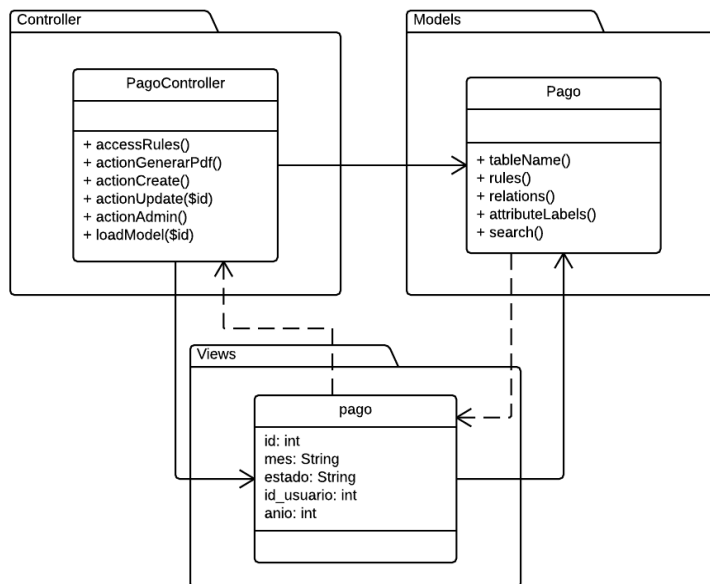 Controller
PagoController
+ accessRules()
+ actionGenerarPdf()
+ actionCreate()
+ actionUpdate($id)
+ actionAdmin()
+ loadModel($id)
Models
Pago
+ tableName()
+ rules()
+ relations()
+ attributeLabels()
+ search()
Views
pago
id: int
mes: String
estado: String
id_usuario: int
anio: int